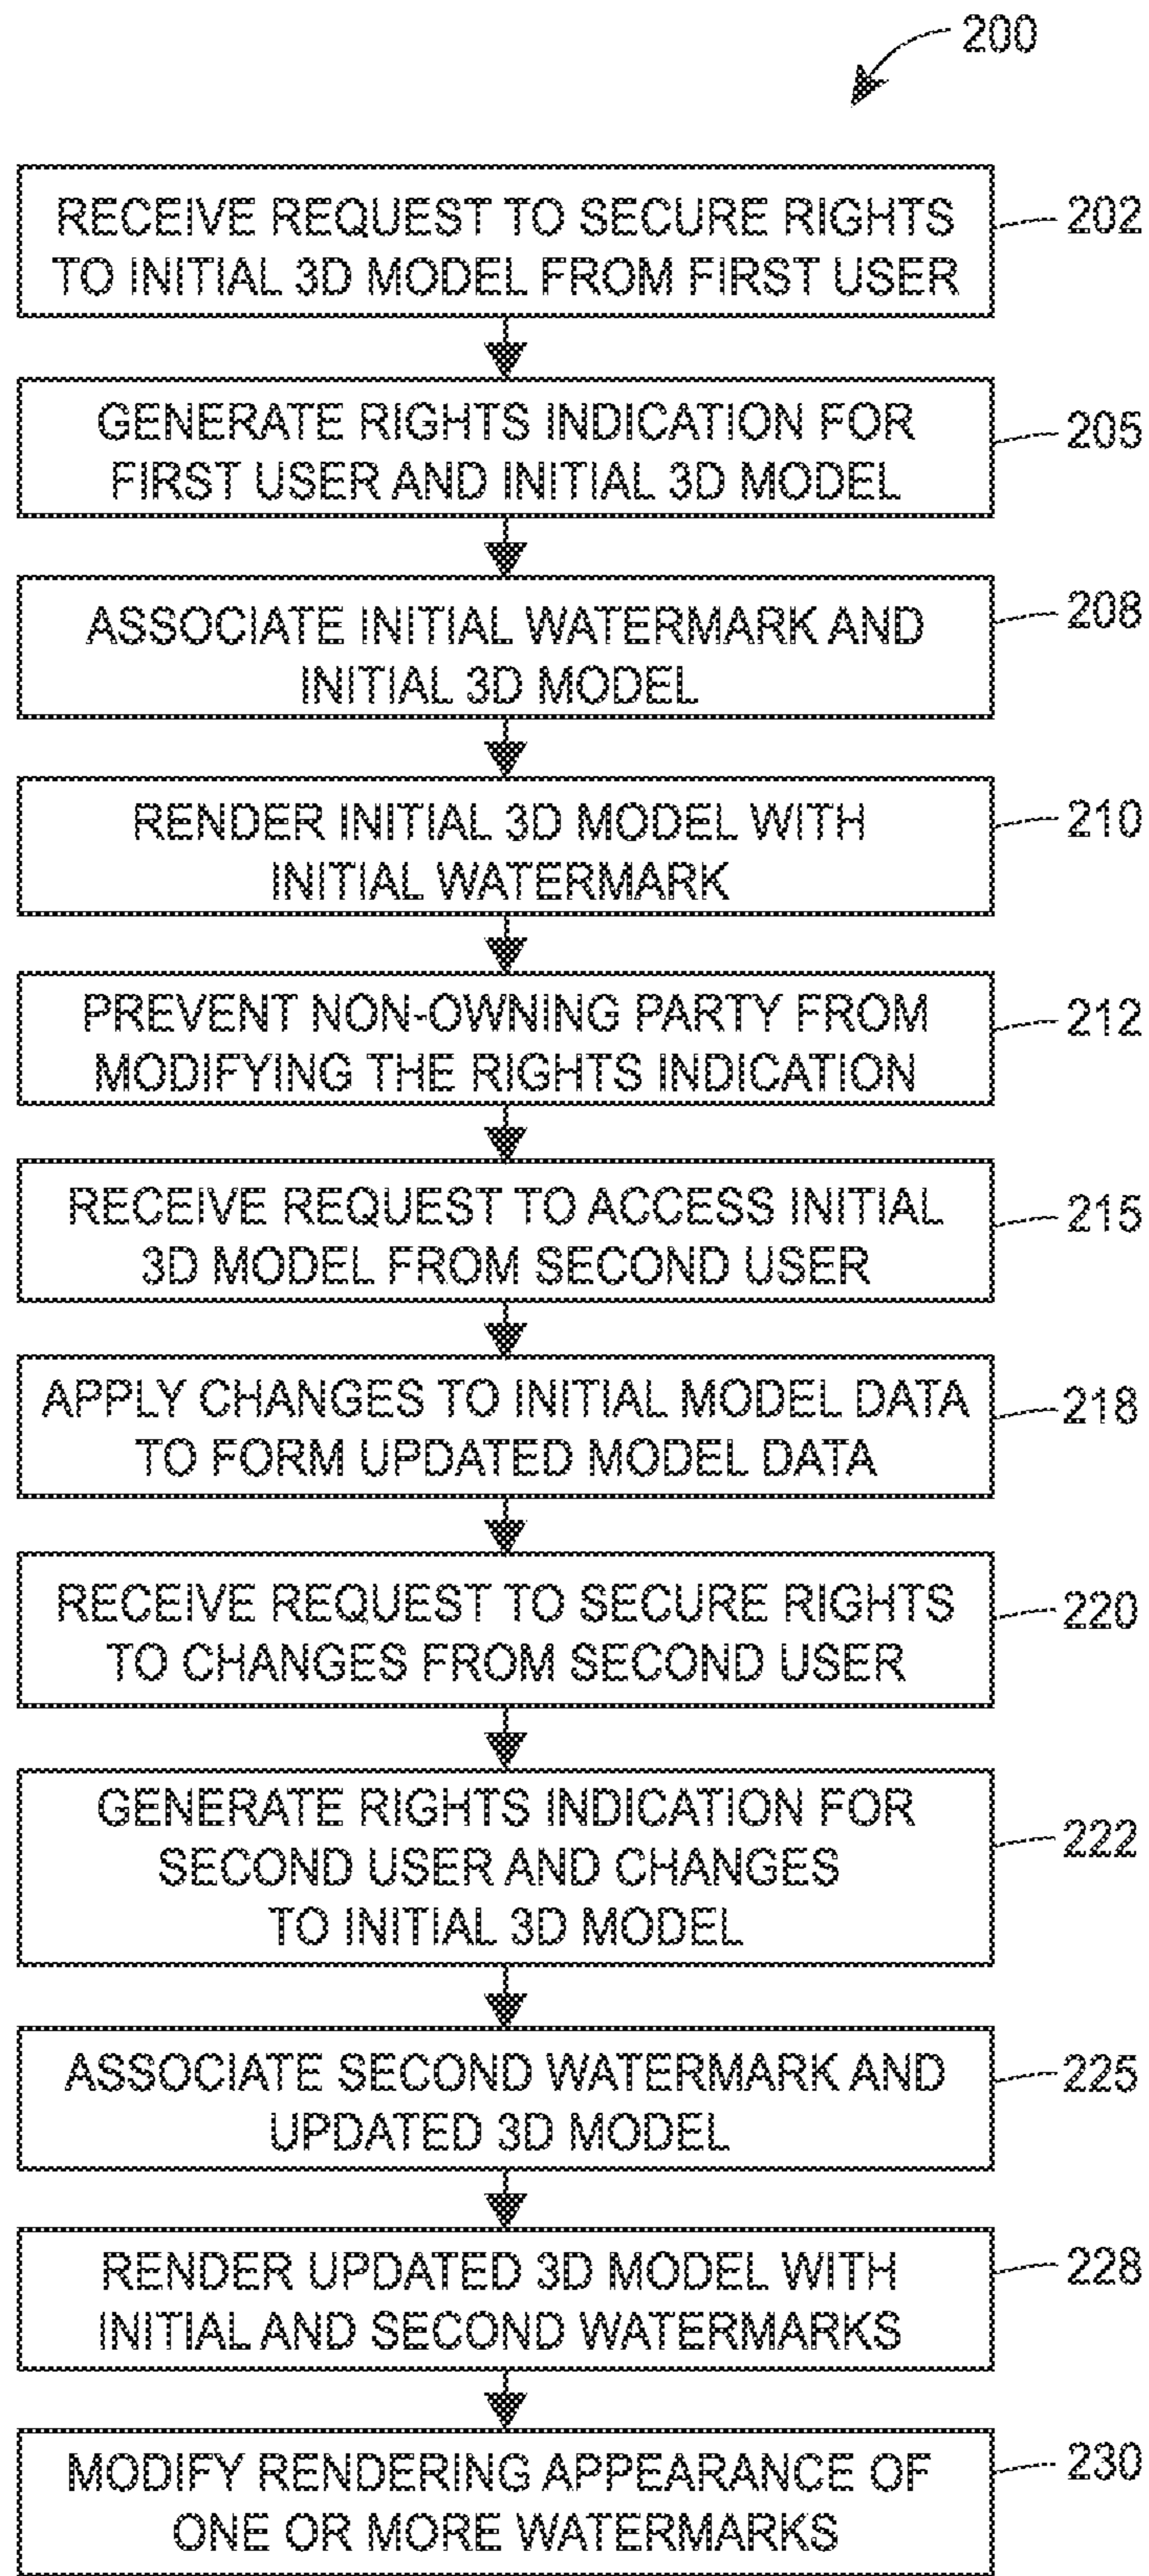 200
RECEIVE REQUEST TO SECURE RIGHTS
TO INITIAL 3D MODEL FROM FIRST USER
202
GENERATE RIGHTS INDICATION FOR
FIRST USER AND INITIAL 3D MODEL
205
ASSOCIATE INITIAL WATERMARK AND
INITIAL 3D MODEL
208
RENDER INITIAL 3D MODEL WITH
INITIAL WATERMARK
210
PREVENT NON-OWNING PARTY FROM
MODIFYING THE RIGHTS INDICATION
212
RECEIVE REQUEST TO ACCESS INITIAL
3D MODEL FROM SECOND USER
215
APPLY CHANGES TO INITIAL MODEL DATA
TO FORM UPDATED MODEL DATA
218
RECEIVE REQUEST TO SECURE RIGHTS
TO CHANGES FROM SECOND USER
220
GENERATE RIGHTS INDICATION FOR
SECOND USER AND CHANGES
TO INITIAL 3D MODEL
222
ASSOCIATE SECOND WATERMARK AND
UPDATED 3D MODEL
225
RENDER UPDATED 3D MODEL WITH
INITIAL AND SECOND WATERMARKS
228
MODIFY RENDERING APPEARANCE OF
ONE OR MORE WATERMARKS
230